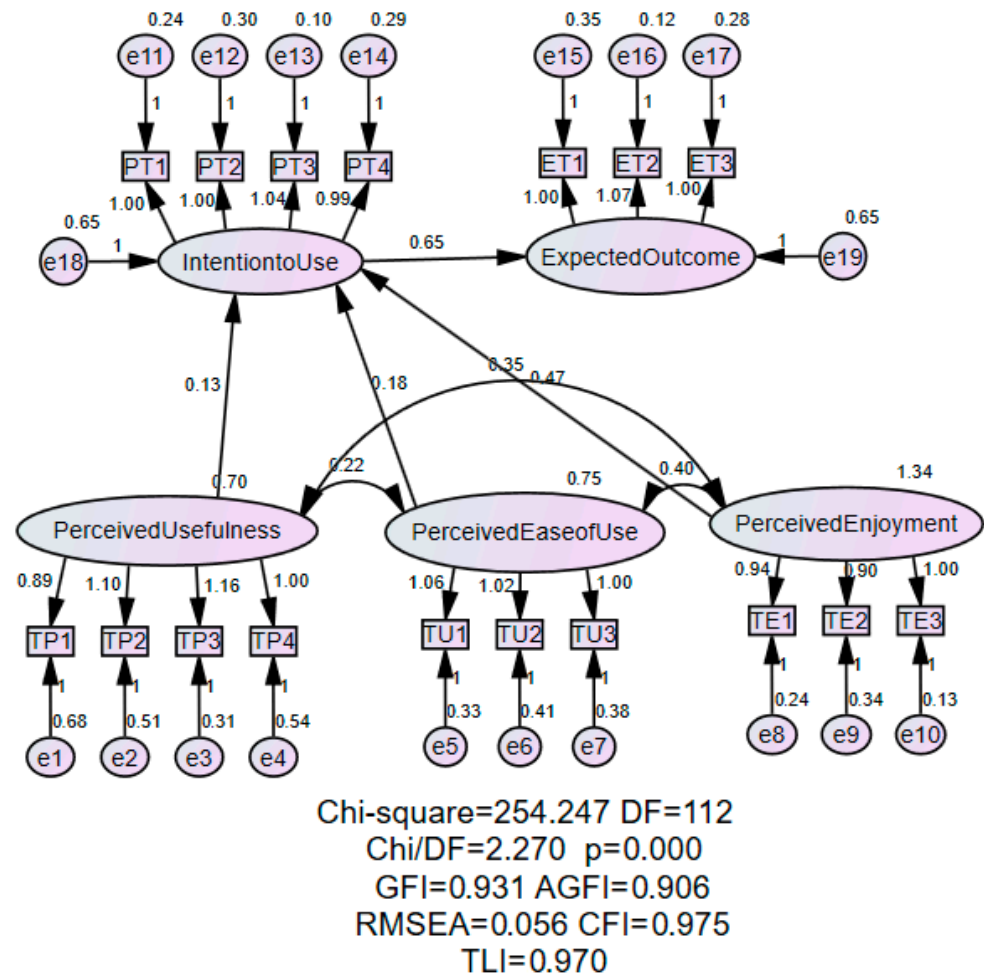 0.24 0.30 0.10 0.29 0.35 0.12 0.28
e11 e12 e13 e14 e15 e16 e17
1 1 1 1 1 1 1
PT1 PT2 PT3 PT4 ET1 ET2 ET3
1.00 1.00 1.04 0.99 1.00 1.07 1.00
0.65 0.65
e18 1 IntentiontoUse 0.65 ExpectedOutcome 1 e19
0.13 0.18 0.35 0.47
0.70 0.22 0.75 0.40 1.34
PerceivedUsefulness PerceivedEaseofUse PerceivedEnjoyment
0.89 1.10 1.16 1.00 1.06 1.02 1.00 0.94 0.90 1.00
TP1 TP2 TP3 TP4 TU1 TU2 TU3 TE1 TE2 TE3
1 1 1 1 1 1 1 1 1 1
0.68 0.51 0.31 0.54 0.33 0.41 0.38 0.24 0.34 0.13
e1 e2 e3 e4 e5 e6 e7 e8 e9 e10
Chi-square=254.247 DF=112
Chi/DF=2.270 p=0.000
GFI=0.931 AGFI=0.906
RMSEA=0.056 CFI=0.975
TLI=0.970